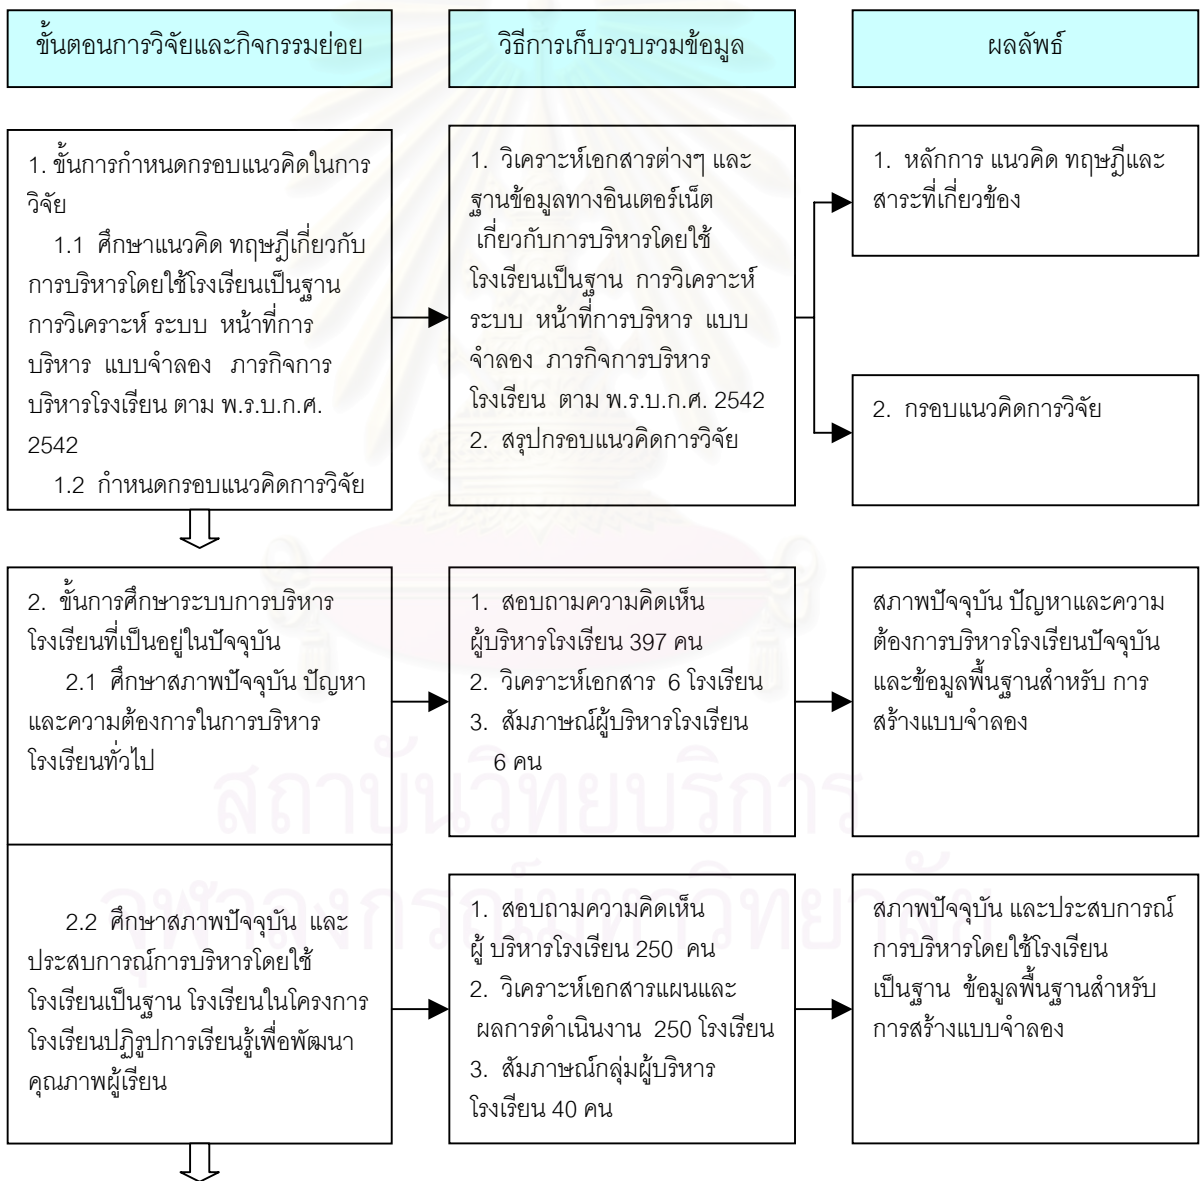 ขั้นตอนการวิจัยและกิจกรรมย่อย
วิธีการเก็บรวบรวมข้อมูล
ผลลัพธ์
1. ขั้นการกำหนดกรอบแนวคิดในการ
วิจัย
1.1 ศึกษาแนวคิด ทฤษฎีเกี่ยวกับ
การบริหารโดยใช้โรงเรียนเป็นฐาน
การวิเคราะห์ ระบบ หน้าที่การ
บริหาร แบบจำลอง ภารกิจการ
บริหารโรงเรียน ตาม พ.ร.บ.ก.ศ.
2542
1.2 กำหนดกรอบแนวคิดการวิจัย
1. วิเคราะห์เอกสารต่างๆ และ
ฐานข้อมูลทางอินเตอร์เน็ต
เกี่ยวกับการบริหารโดยใช้
โรงเรียนเป็นฐาน การวิเคราะห์
ระบบ หน้าที่การบริหาร แบบ
จำลอง ภารกิจการบริหาร
โรงเรียน ตาม พ.ร.บ.ก.ศ. 2542
2. สรุปกรอบแนวคิดการวิจัย
1. หลักการ แนวคิด ทฤษฎีและ
สาระที่เกี่ยวข้อง
2. กรอบแนวคิดการวิจัย
2. ขั้นการศึกษาระบบการบริหาร
โรงเรียนที่เป็นอยู่ในปัจจุบัน
2.1 ศึกษาสภาพปัจจุบัน ปัญหา
และความต้องการในการบริหาร
โรงเรียนทั่วไป
1. สอบถามความคิดเห็น
ผู้บริหารโรงเรียน 397 คน
2. วิเคราะห์เอกสาร 6 โรงเรียน
3. สัมภาษณ์ผู้บริหารโรงเรียน
6 คน
สภาพปัจจุบัน ปัญหาและความ
ต้องการบริหารโรงเรียนปัจจุบัน
และข้อมูลพื้นฐานสำหรับ การ
สร้างแบบจำลอง
2.2 ศึกษาสภาพปัจจุบัน และ
ประสบการณ์การบริหารโดยใช้
โรงเรียนเป็นฐาน โรงเรียนในโครงการ
โรงเรียนปฏิรูปการเรียนรู้เพื่อพัฒนา
คุณภาพผู้เรียน
1. สอบถามความคิดเห็น
ผู้ บริหารโรงเรียน 250 คน
2. วิเคราะห์เอกสารแผนและ
ผลการดำเนินงาน 250 โรงเรียน
3. สัมภาษณ์กลุ่มผู้บริหาร
โรงเรียน 40 คน
สภาพปัจจุบัน และประสบการณ์
การบริหารโดยใช้โรงเรียน
เป็นฐาน ข้อมูลพื้นฐานสำหรับ
การสร้างแบบจำลอง
สถาบันวิทยบริการ
จุฬาลงกรณ์มหาวิทยาลัย